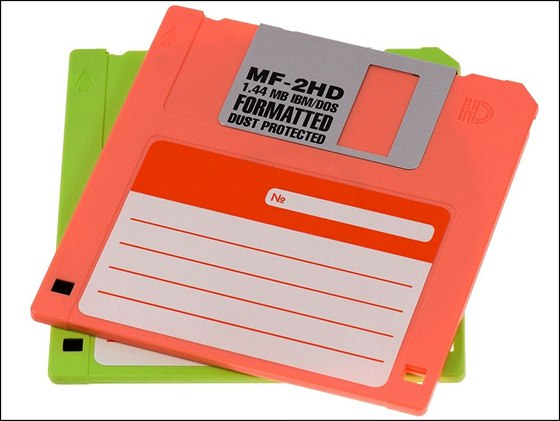 MF-2HD
1.44 MB IBM/DOS
FORMATTED
DUST PROTECTED
HD
№